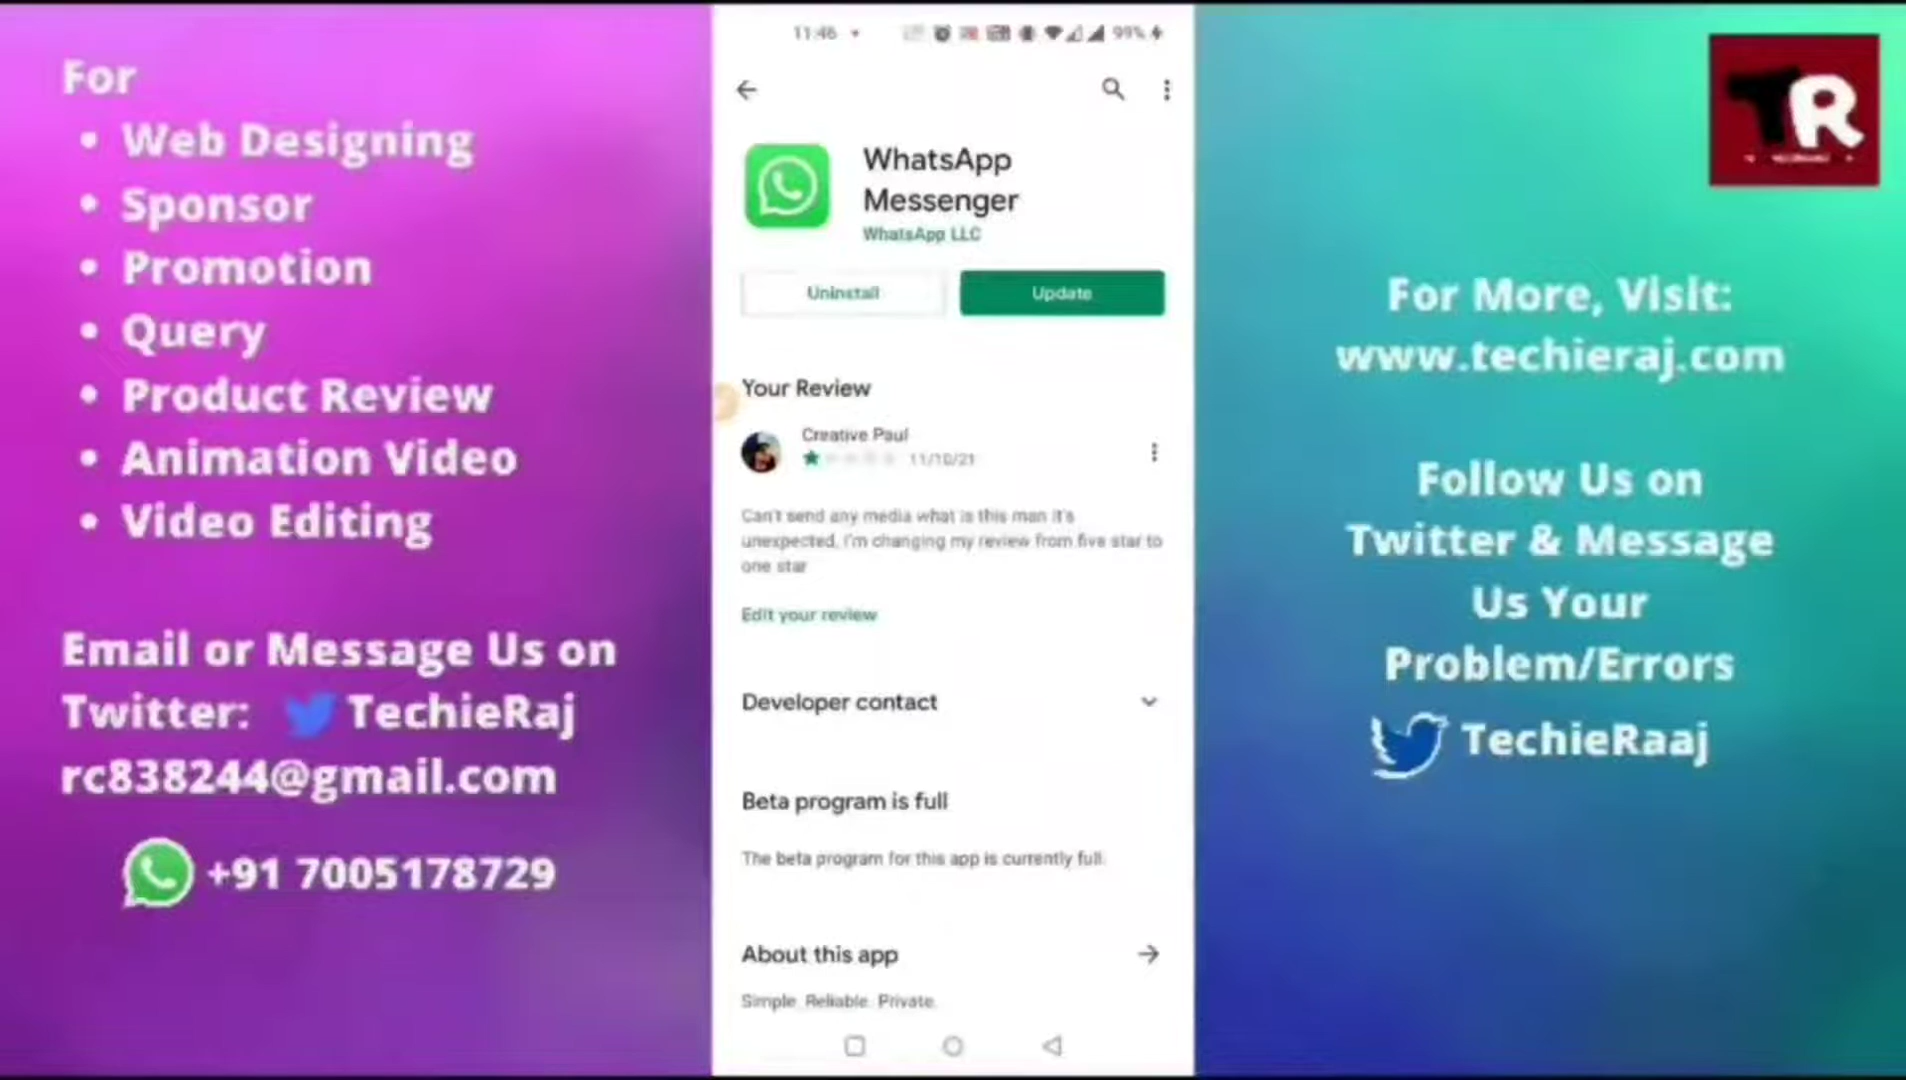 For
• Web Designing
• Sponsor
• Promotion
• Query
• Product Review
• Animation Video
• Video Editing
Email or Message Us on
Twitter: TechieRaj
rc838244@gmail.com
+91 7005178729
11:46
99%
WhatsApp
Messenger
WhatsApp LLC
Uninstall
Update
Your Review
Creative Paul
11/10/21
Can't send any media what is this man it's
unexpected, I'm changing my review from five star to
one star
Edit your review
Developer contact
Beta program is full
The beta program for this app is currently full.
About this app
Simple. Reliable. Private.
TR
For More, Visit:
www.techieraj.com
Follow Us on
Twitter & Message
Us Your
Problem/Errors
TechieRaaj